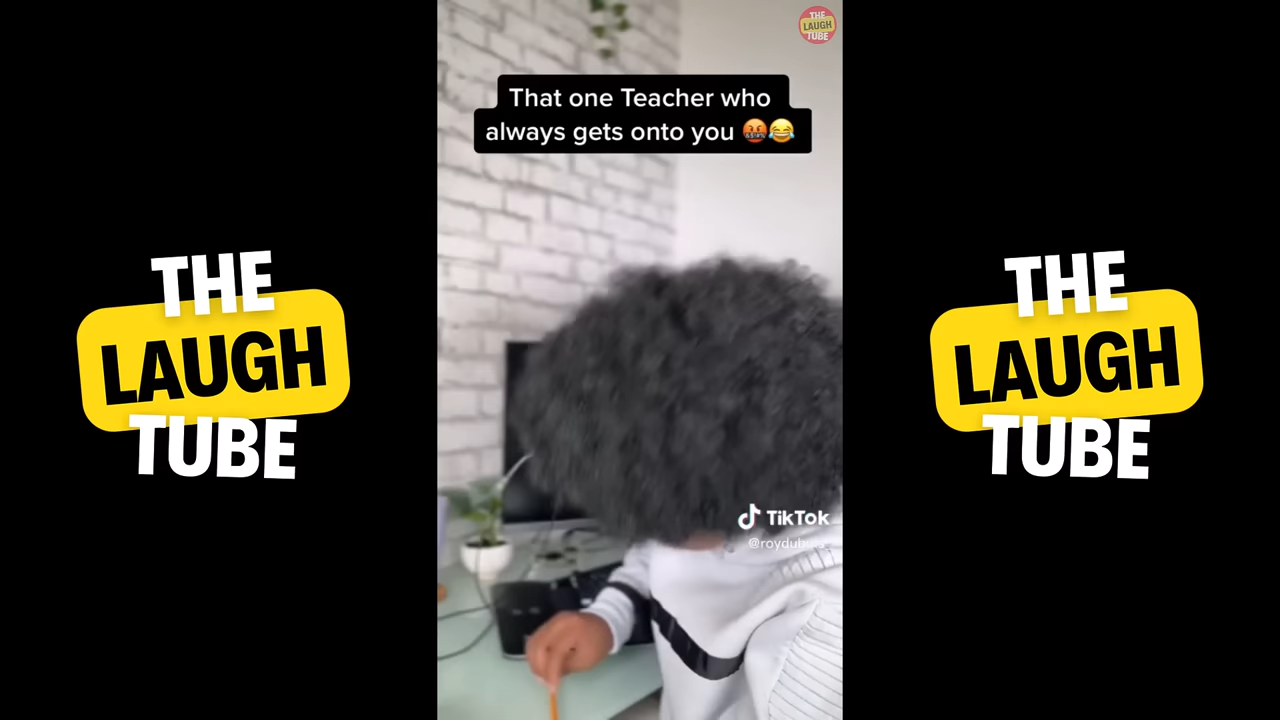 THE
LAUGH
TUBE
THE
LAUGH
TUBE
That one Teacher who
always gets onto you 🤬😂
TikTok
THE
LAUGH
TUBE